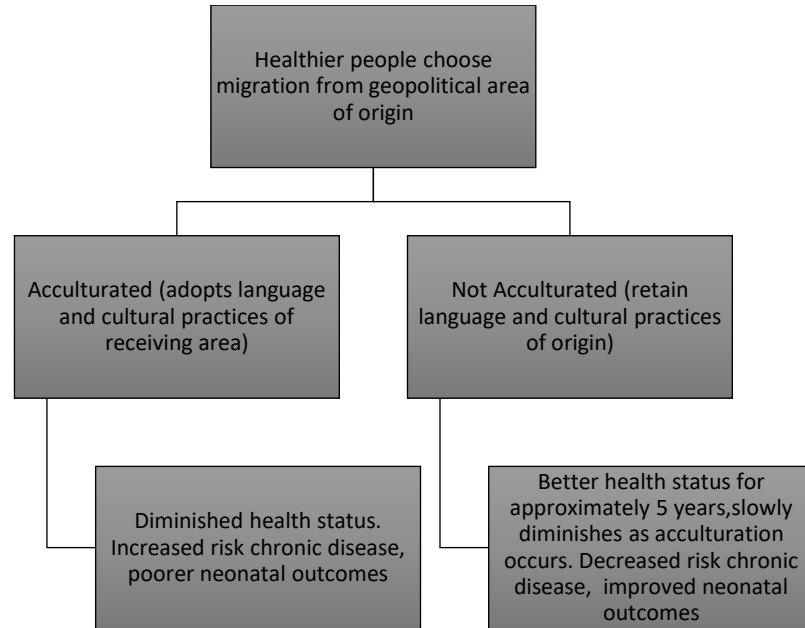 Healthier people choose
migration from geopolitical area
of origin
Acculturated (adopts language
and cultural practices of
receiving area)
Not Acculturated (retain
language and cultural practices
of origin)
Diminished health status.
Increased risk chronic disease,
poorer neonatal outcomes
Better health status for
approximately 5 years,slowly
diminishes as acculturation
occurs. Decreased risk chronic
disease,  improved neonatal
outcomes